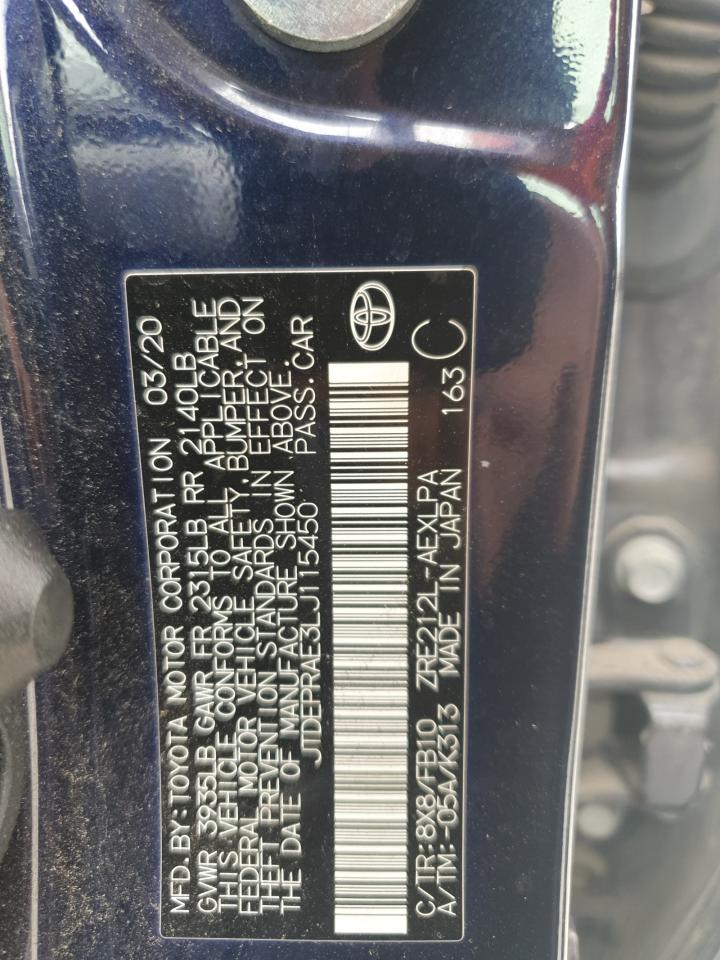 MFD. BY: TOYOTA MOTOR CORPORATION 03/20
GVWR 3935LB GAWR FR 2315LB RR 2140LB
THIS VEHICLE CONFORMS TO ALL APPLICABLE
FEDERAL MOTOR VEHICLE SAFETY, BUMPER, AND
THEFT PREVENTION STANDARDS IN EFFECT ON
THE DATE OF MANUFACTURE SHOWN ABOVE.
JTDEPRAE3LJ115450 PASS. CAR
C/TR: 8X8/FB10 ZRE212L-AEXLPA
A/TM:-05A/K313 MADE IN JAPAN 163 C